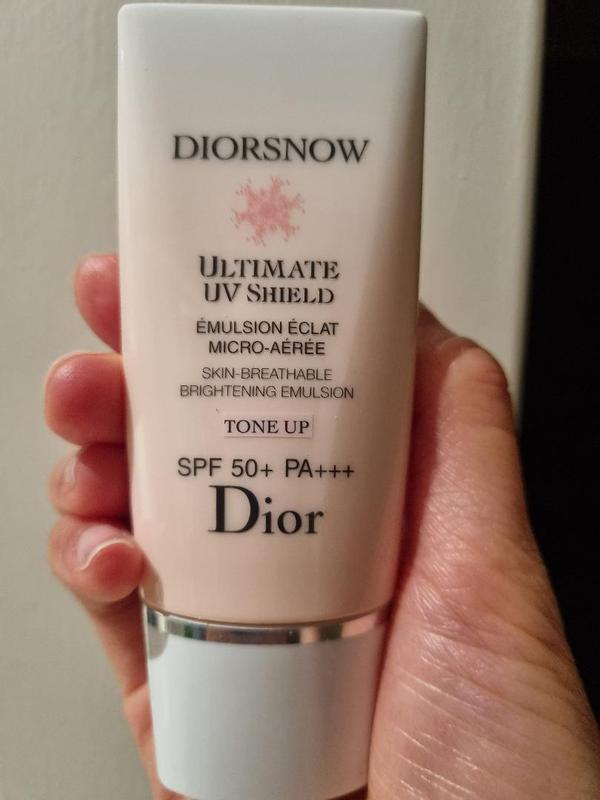 DIORSNOW
ULTIMATE
UV SHIELD
ÉMULSION ÉCLAT
MICRO-AÉRÉE
SKIN-BREATHABLE
BRIGHTENING EMULSION
TONE UP
SPF 50+ PA+++
Dior